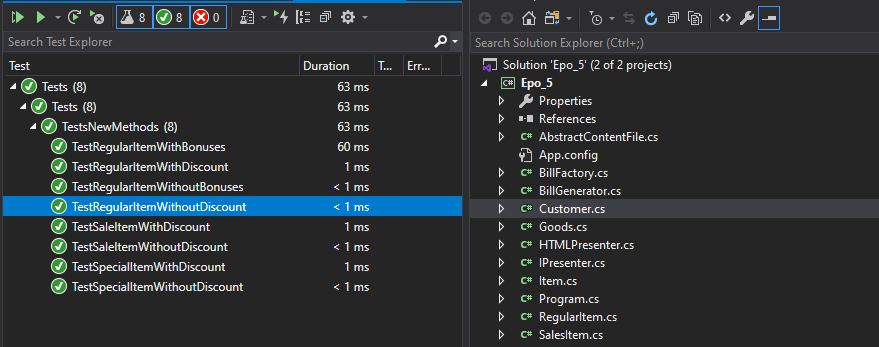 8 8 0
Search Test Explorer
Test Duration T... Err...
Tests (8) 63 ms
Tests (8) 63 ms
TestsNewMethods (8) 63 ms
TestRegularItemWithBonuses 60 ms
TestRegularItemWithDiscount 1 ms
TestRegularItemWithoutBonuses < 1 ms
TestRegularItemWithoutDiscount < 1 ms
TestSaleItemWithDiscount 1 ms
TestSaleItemWithoutDiscount < 1 ms
TestSpecialItemWithDiscount 1 ms
TestSpecialItemWithoutDiscount < 1 ms
Search Solution Explorer (Ctrl+;)
Solution 'Epo_5' (2 of 2 projects)
C# Epo_5
Properties
References
C# AbstractContentFile.cs
App.config
C# BillFactory.cs
C# BillGenerator.cs
C# Customer.cs
C# Goods.cs
C# HTMLPresenter.cs
C# IPresenter.cs
C# Item.cs
C# Program.cs
C# RegularItem.cs
C# SalesItem.cs